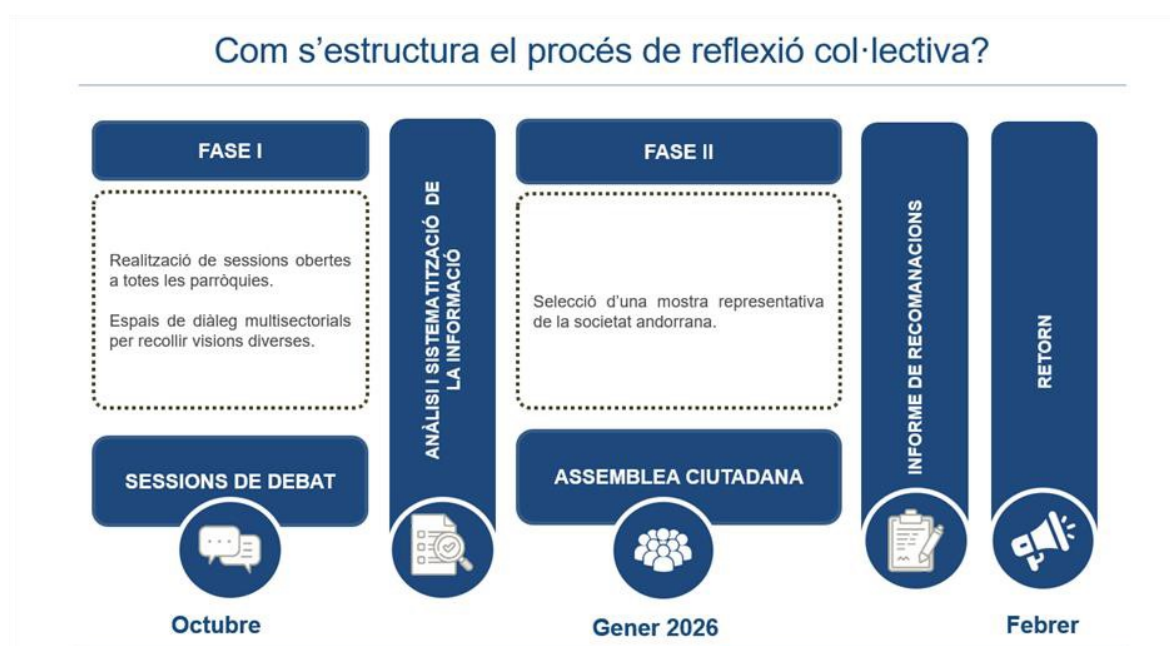 Com s'estructura el procés de reflexió col·lectiva?
FASE I
Realització de sessions obertes
a totes les parròquies.
Espais de diàleg multisectorials
per recollir visions diverses.
SESSIONS DE DEBAT
Octubre
ANÀLISI I SISTEMATITZACIÓ DE
LA INFORMACIÓ
FASE II
Selecció d'una mostra representativa
de la societat andorrana.
ASSEMBLEA CIUTADANA
Gener 2026
INFORME DE RECOMANACIONS
RETORN
Febrer